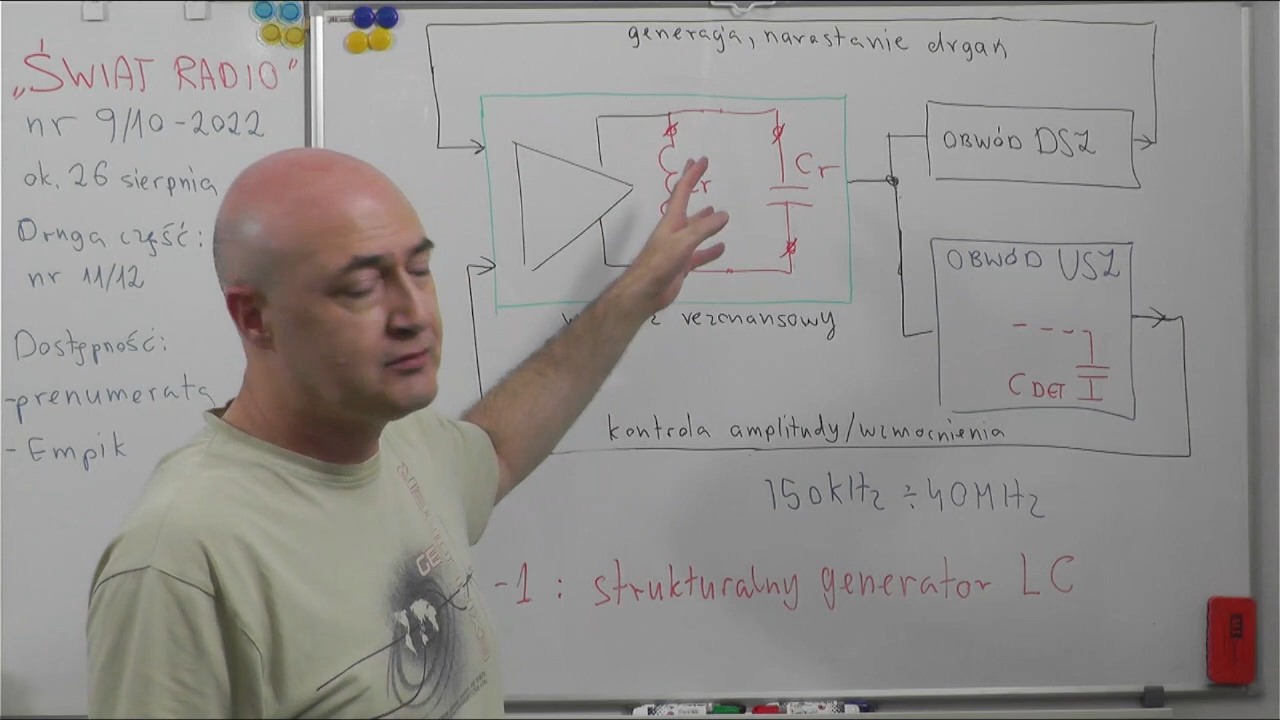 „ŚWIAT RADIO"
nr 9/10-2022
ok. 26 sierpnia
Druga część:
nr 11/12
Dostępność:
-prenumerata
- Empik
generacja, narastanie drgań
Cr
OBWÓD DSZ
OBWÓD USZ
CDET
rezonansowy
kontrola amplitudy/wzmocnienia
150kHz ÷ 40MHz
-1 : strukturalny generator LC